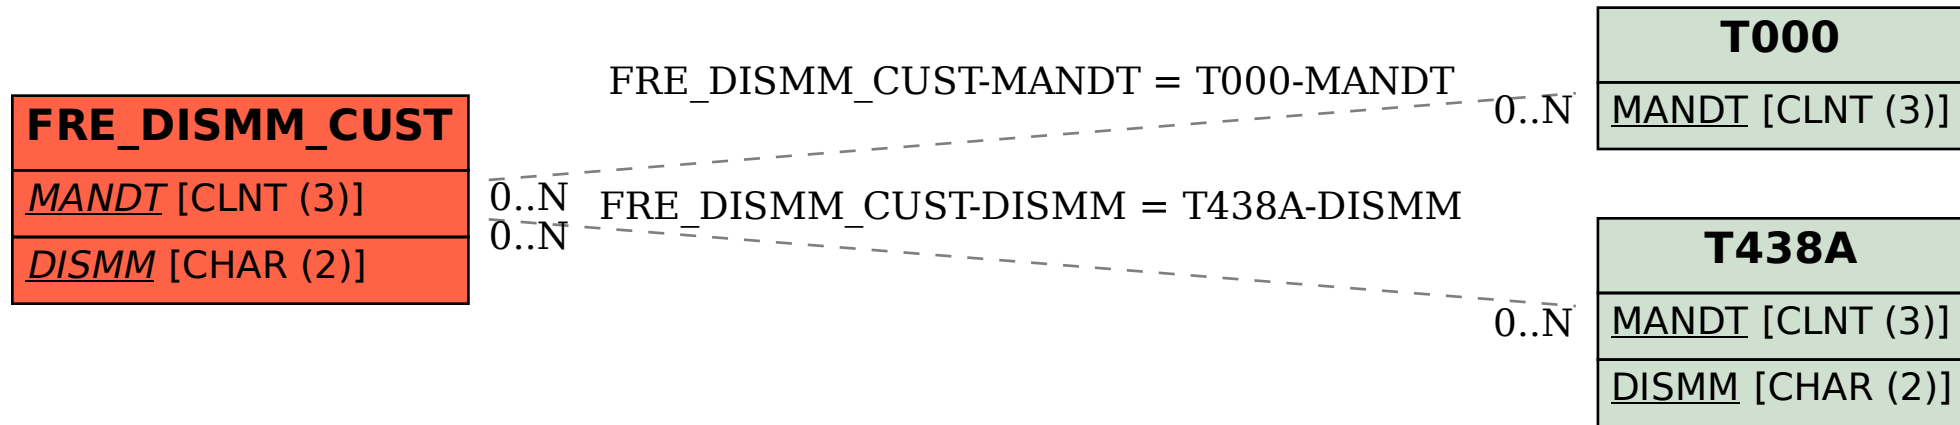 FRE_DISMM_CUST
MANDT [CLNT (3)]
DISMM [CHAR (2)]
FRE_DISMM_CUST-MANDT = T000-MANDT
0..N
0..N
FRE_DISMM_CUST-DISMM = T438A-DISMM
0..N
0..N
T000
MANDT [CLNT (3)]
T438A
MANDT [CLNT (3)]
DISMM [CHAR (2)]